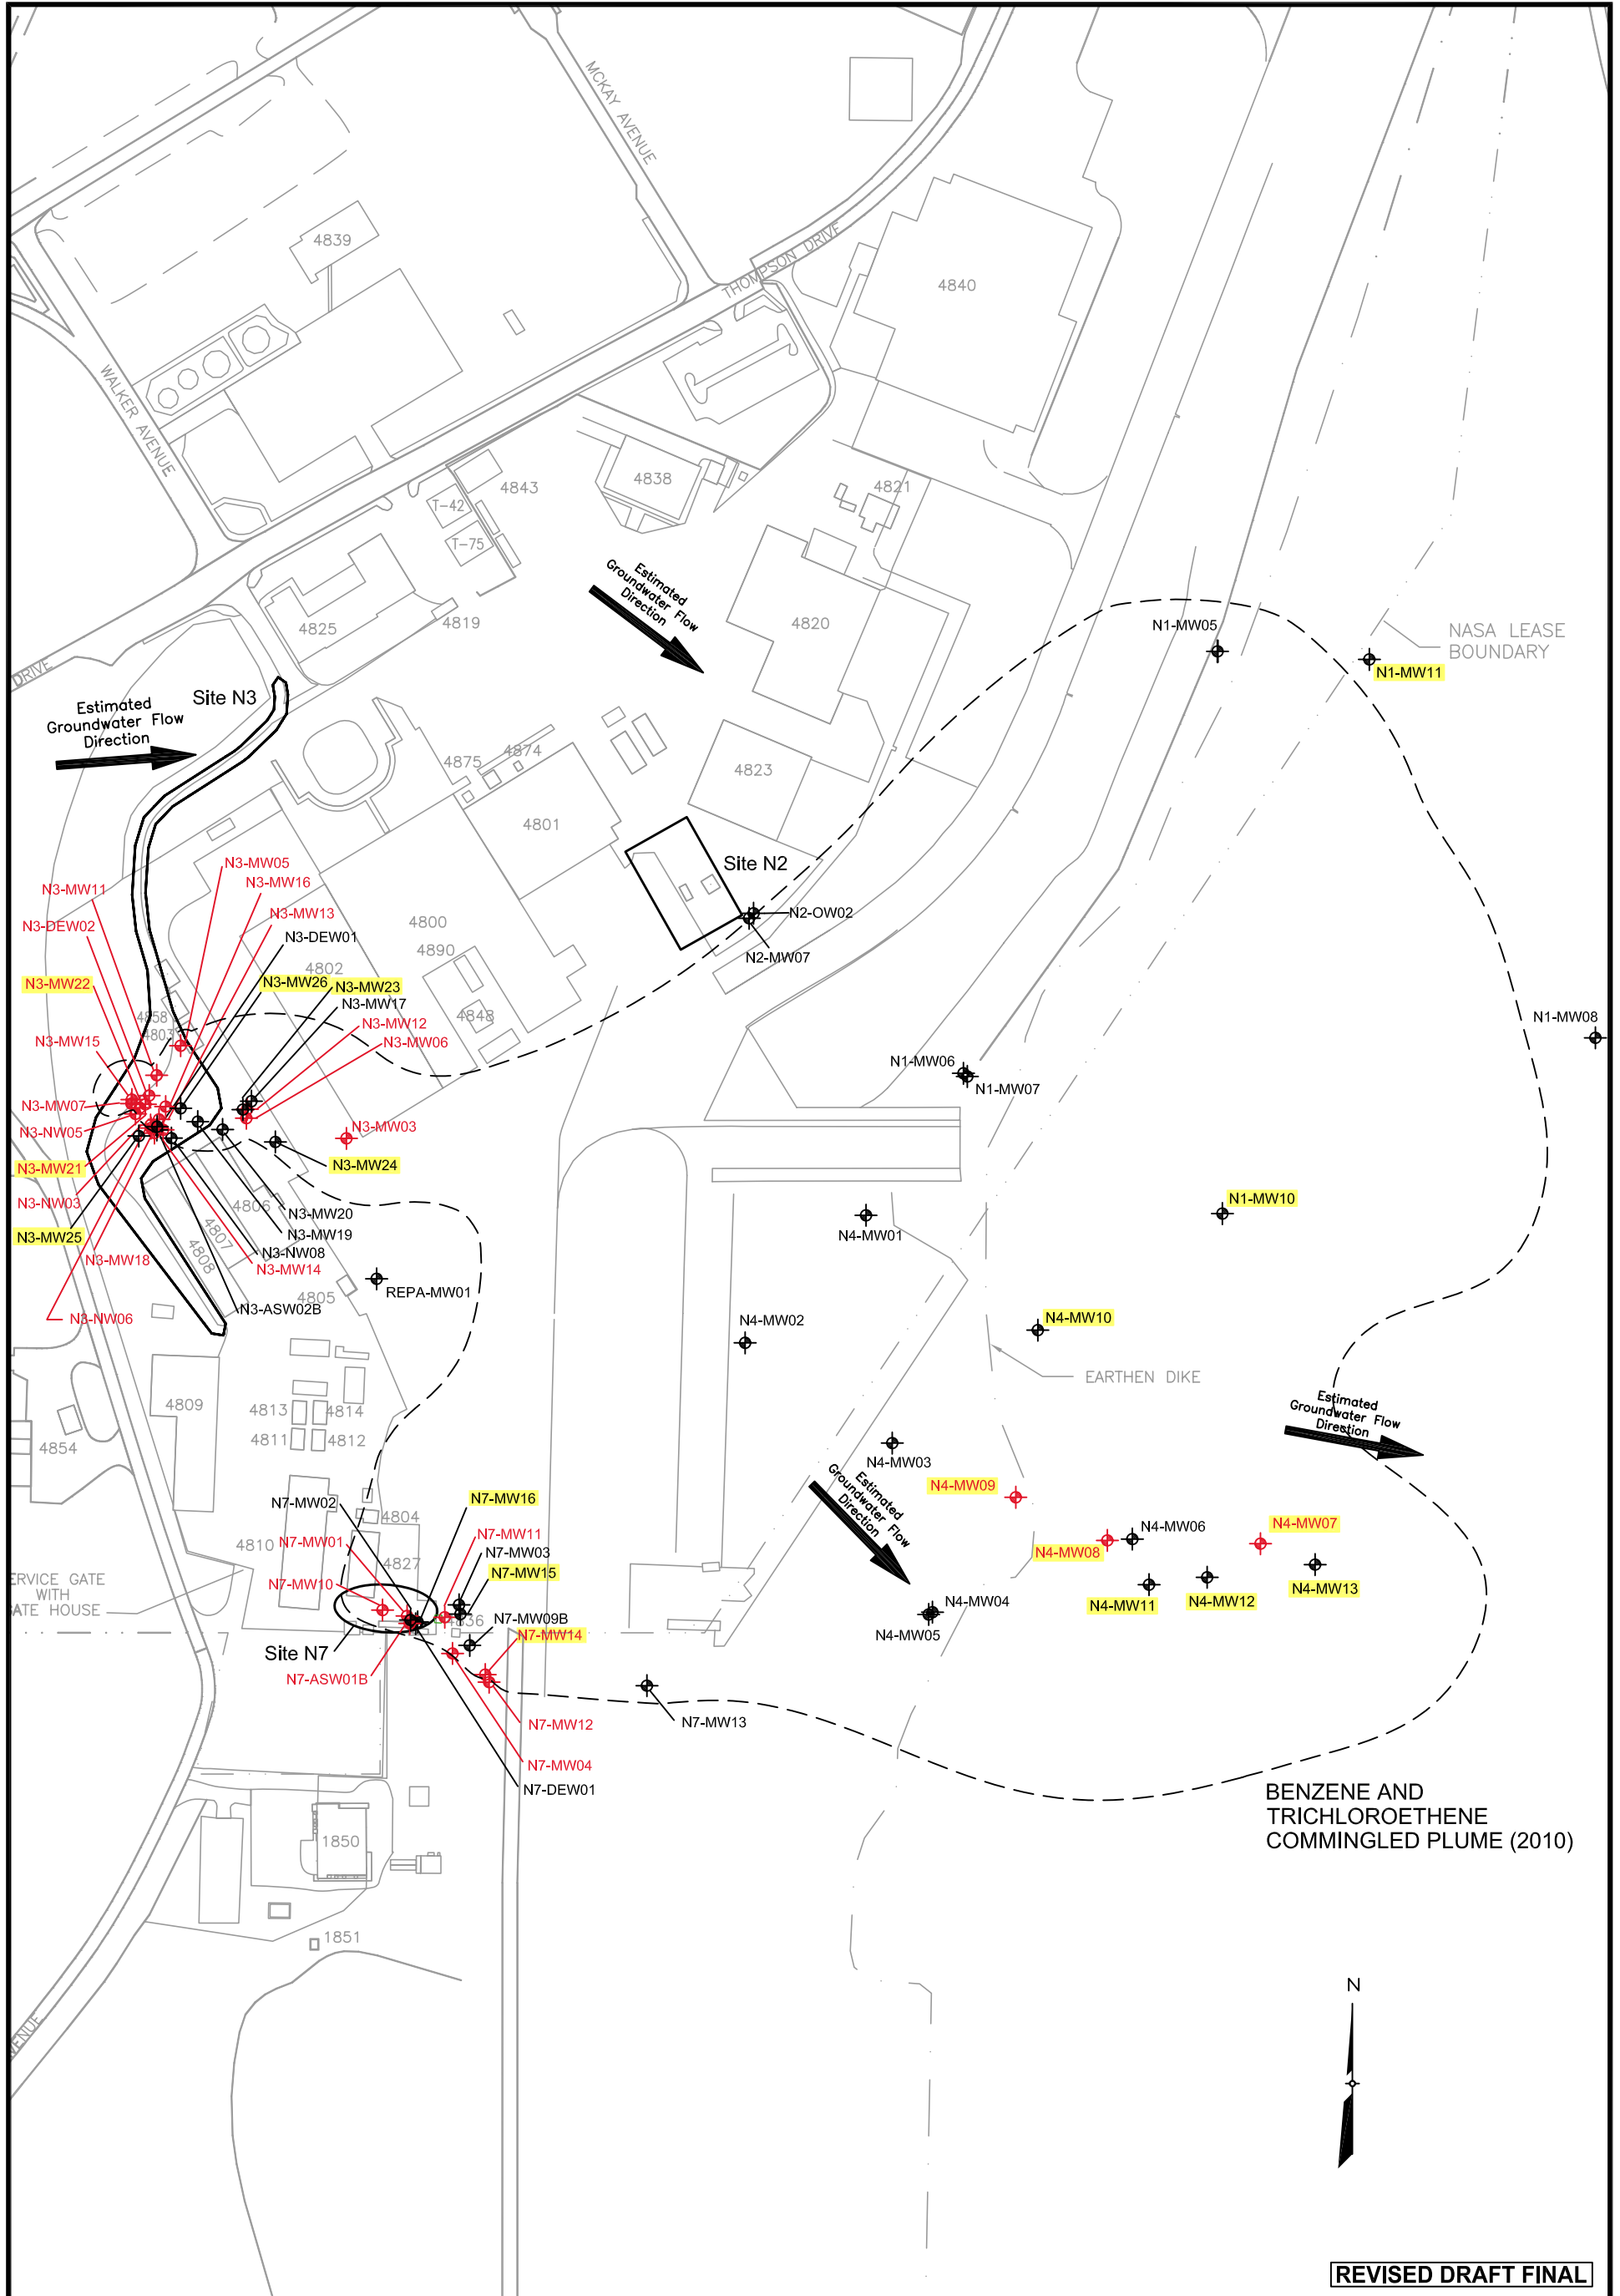 MCKAY AVENUE
4839
THOMPSON DRIVE
4840
WALKER AVENUE
4843
4838
4821
T-42
T-75
Estimated
Groundwater Flow
Direction
4825
4819
4820
N1-MW05
NASA LEASE
BOUNDARY
N1-MW11
DRIVE
Site N3
Estimated
Groundwater Flow
Direction
4875
4874
4823
4801
Site N2
N3-MW05
N3-MW16
N3-MW11
N3-MW13
N3-DEW02
N3-DEW01
4800
4890
4802
N2-OW02
N2-MW07
N3-MW22
N3-MW26
N3-MW23
N3-MW17
4858
4803
4848
N3-MW12
N3-MW15
N3-MW06
N1-MW08
N1-MW06
N1-MW07
N3-MW07
N3-NW05
N3-MW03
N3-MW21
N3-MW24
N3-NW03
4806
N3-MW20
N1-MW10
N3-MW25
4807
N3-MW19
N4-MW01
4808
N3-NW08
N3-MW18
N3-MW14
4805
REPA-MW01
N3-ASW02B
N3-NW06
N4-MW02
N4-MW10
EARTHEN DIKE
4809
4813
4814
4811
4812
4854
Estimated
Groundwater Flow
Direction
N4-MW03
Estimated
Groundwater Flow
Direction
N4-MW09
N7-MW02
N7-MW16
4804
N7-MW11
N4-MW07
N4-MW06
4810
N7-MW01
N7-MW03
N4-MW08
4827
N7-MW15
N7-MW10
N4-MW13
N4-MW12
N4-MW11
ERVICE GATE
WITH
ATE HOUSE
4836
N7-MW09B
N4-MW04
N4-MW05
N7-MW14
Site N7
N7-ASW01B
N7-MW12
N7-MW13
N7-MW04
N7-DEW01
BENZENE AND
TRICHLOROETHENE
COMMINGLED PLUME (2010)
1850
1851
N
VENUE
REVISED DRAFT FINAL